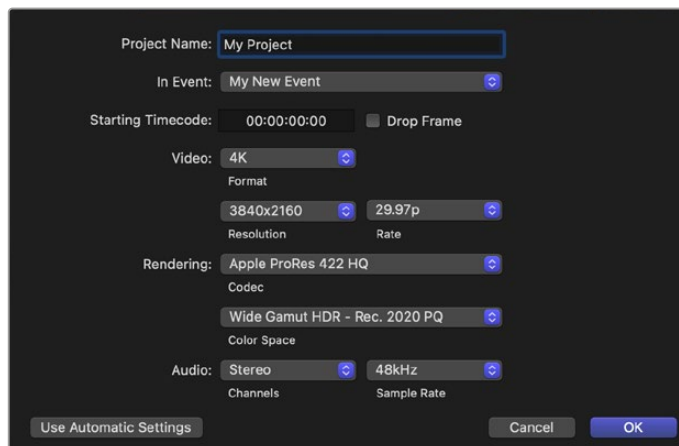 Project Name: My Project
In Event: My New Event
Starting Timecode: 00:00:00:00 Drop Frame
Video: 4K
Format
3840x2160 29.97p
Resolution Rate
Rendering: Apple ProRes 422 HQ
Codec
Wide Gamut HDR - Rec. 2020 PQ
Color Space
Audio: Stereo 48kHz
Channels Sample Rate
Use Automatic Settings Cancel OK